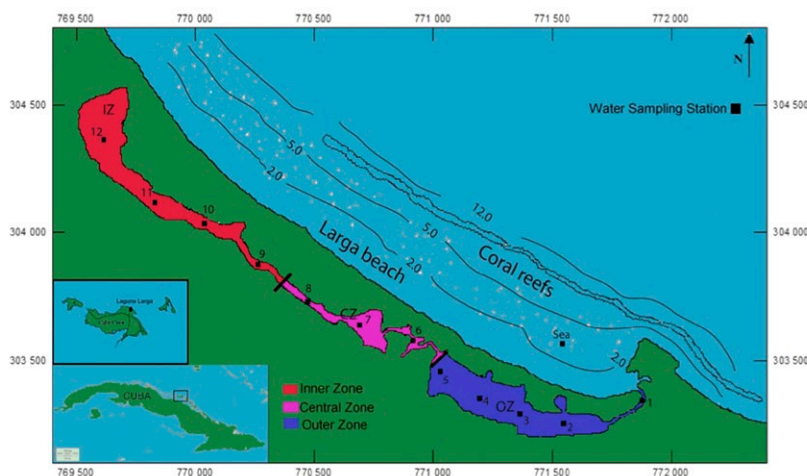 769 500 770 000 770 500 771 000 771 500 772 000
N
304 500
304 500
Water Sampling Station
IZ
12
11
10
9
8
CZ
7
6
5
4
OZ
3
2
1
12.0
5.0
2.0
5.0
2.0
2.0
Larga beach
Coral reefs
Sea
304 000
304 000
303 500
303 500
Laguna Larga
CUBA
Inner Zone
Central Zone
Outer Zone
769 500 770 000 770 500 771 000 771 500 772 000